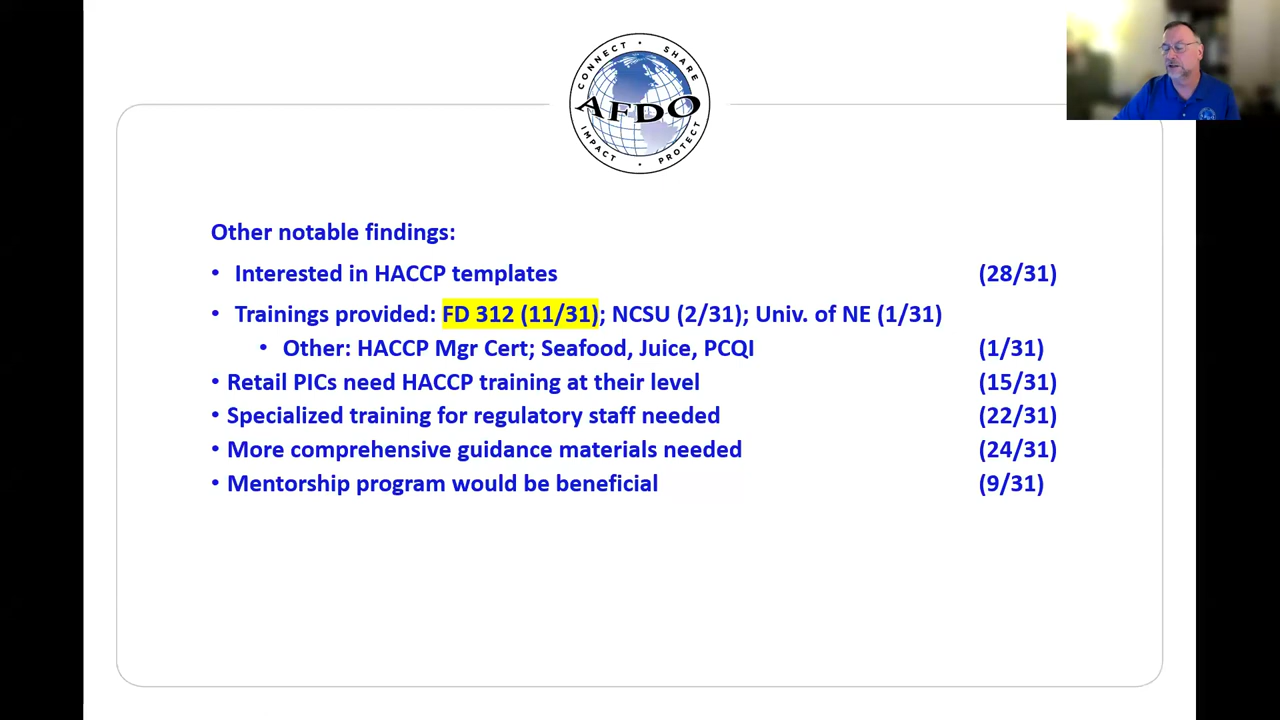 CONNECT • SHARE
AFDO
IMPACT • PROTECT
Other notable findings:
• Interested in HACCP templates (28/31)
• Trainings provided: FD 312 (11/31); NCSU (2/31); Univ. of NE (1/31)
• Other: HACCP Mgr Cert; Seafood, Juice, PCQI (1/31)
• Retail PICs need HACCP training at their level (15/31)
• Specialized training for regulatory staff needed (22/31)
• More comprehensive guidance materials needed (24/31)
• Mentorship program would be beneficial (9/31)